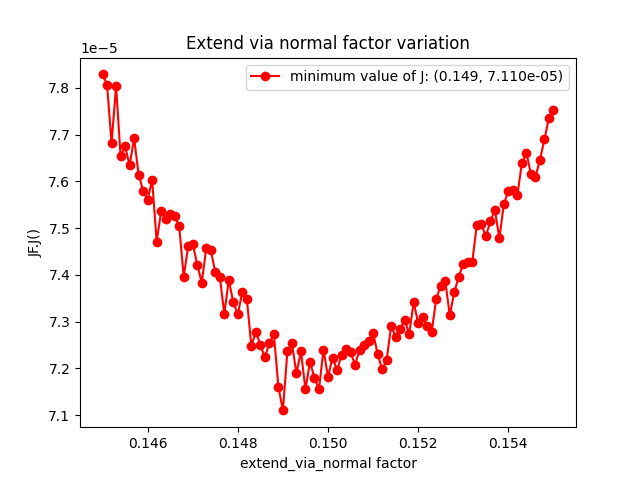 Extend via normal factor variation
1e−5
minimum value of J: (0.149, 7.110e-05)
7.8
7.7
7.6
7.5
7.4
7.3
7.2
7.1
JF.J()
0.146 0.148 0.150 0.152 0.154
extend_via_normal factor